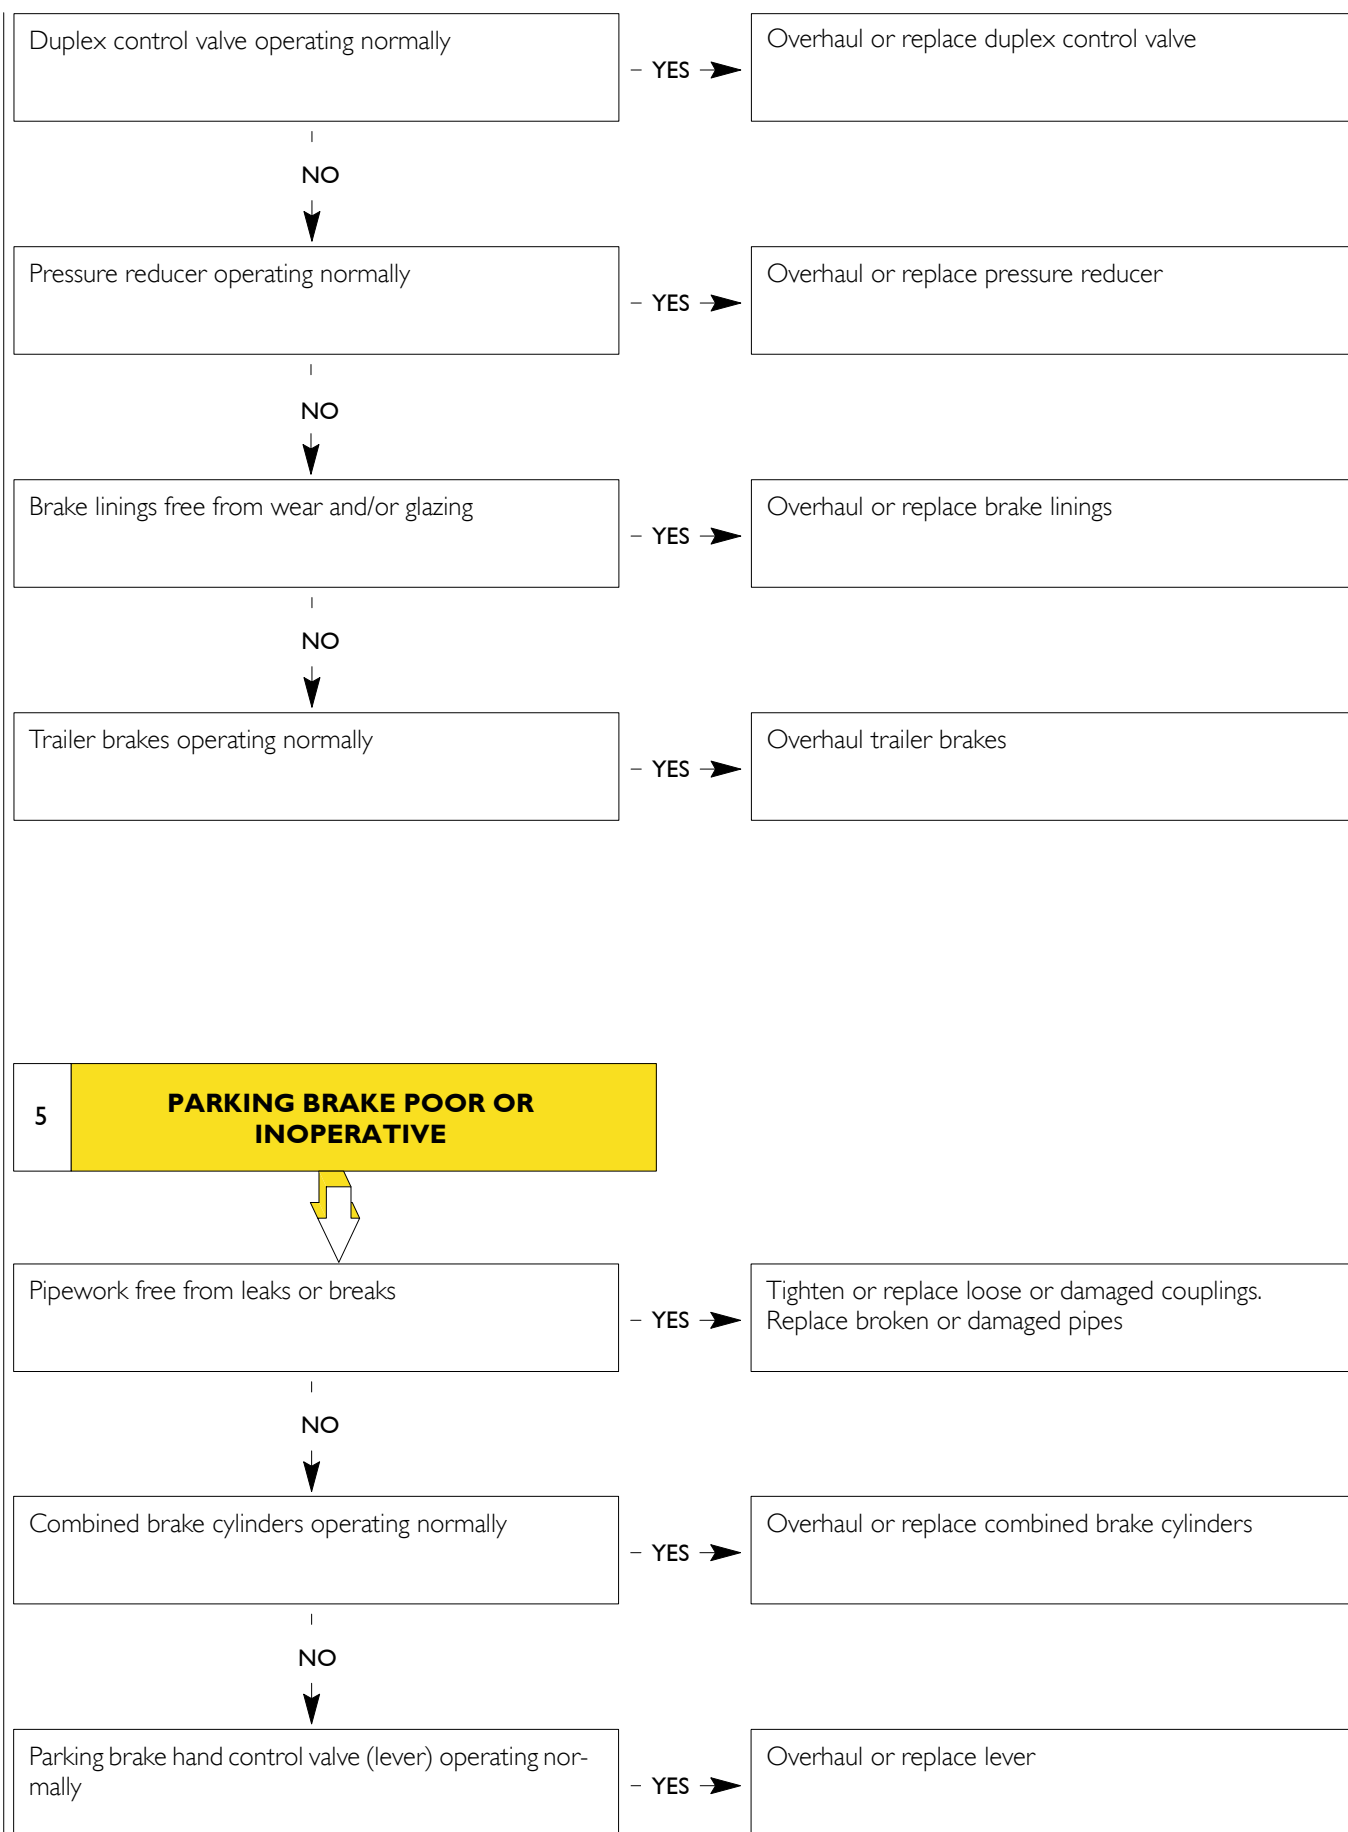 Duplex control valve operating normally
YES
Overhaul or replace duplex control valve
NO
Pressure reducer operating normally
YES
Overhaul or replace pressure reducer
NO
Brake linings free from wear and/or glazing
YES
Overhaul or replace brake linings
NO
Trailer brakes operating normally
YES
Overhaul trailer brakes
5
PARKING BRAKE POOR OR
INOPERATIVE
Pipework free from leaks or breaks
YES
Tighten or replace loose or damaged couplings.
Replace broken or damaged pipes
NO
Combined brake cylinders operating normally
YES
Overhaul or replace combined brake cylinders
NO
Parking brake hand control valve (lever) operating nor-
mally
YES
Overhaul or replace lever